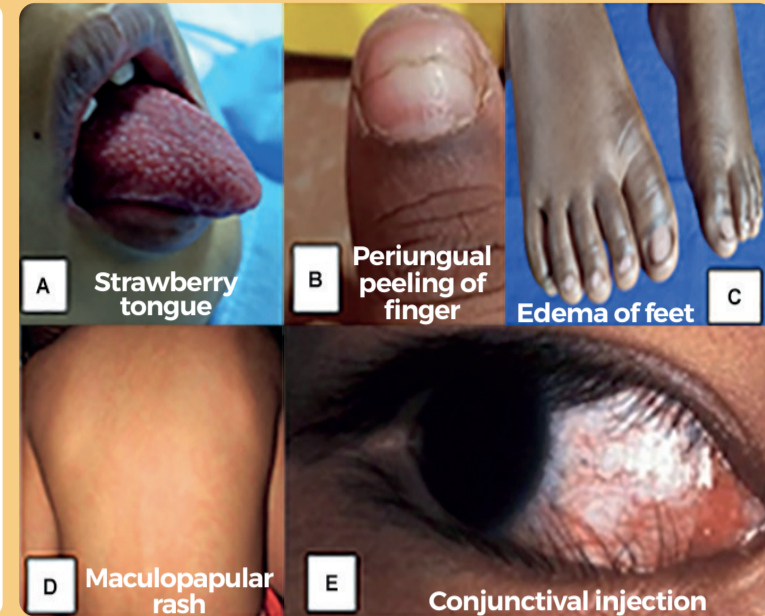 A
Strawberry
tongue
B
Periungual
peeling of
finger
Edema of feet
C
D
Maculopapular
rash
E
Conjunctival injection